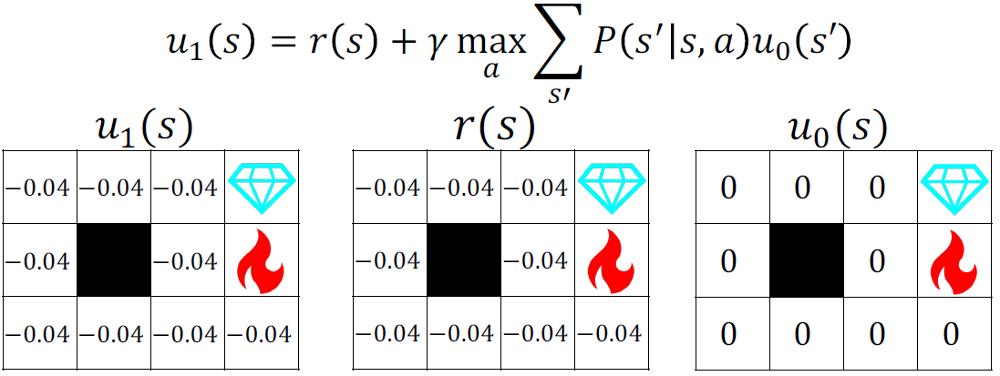 u₁(s) = r(s) + γ max_a ∑_{s′} P(s′|s, a)u₀(s′)
u₁(s) r(s) u₀(s)
−0.04 −0.04 −0.04 −0.04 −0.04 −0.04 0 0 0
−0.04 −0.04 −0.04 −0.04 0 0
−0.04 −0.04 −0.04 −0.04 −0.04 −0.04 −0.04 −0.04 0 0 0 0